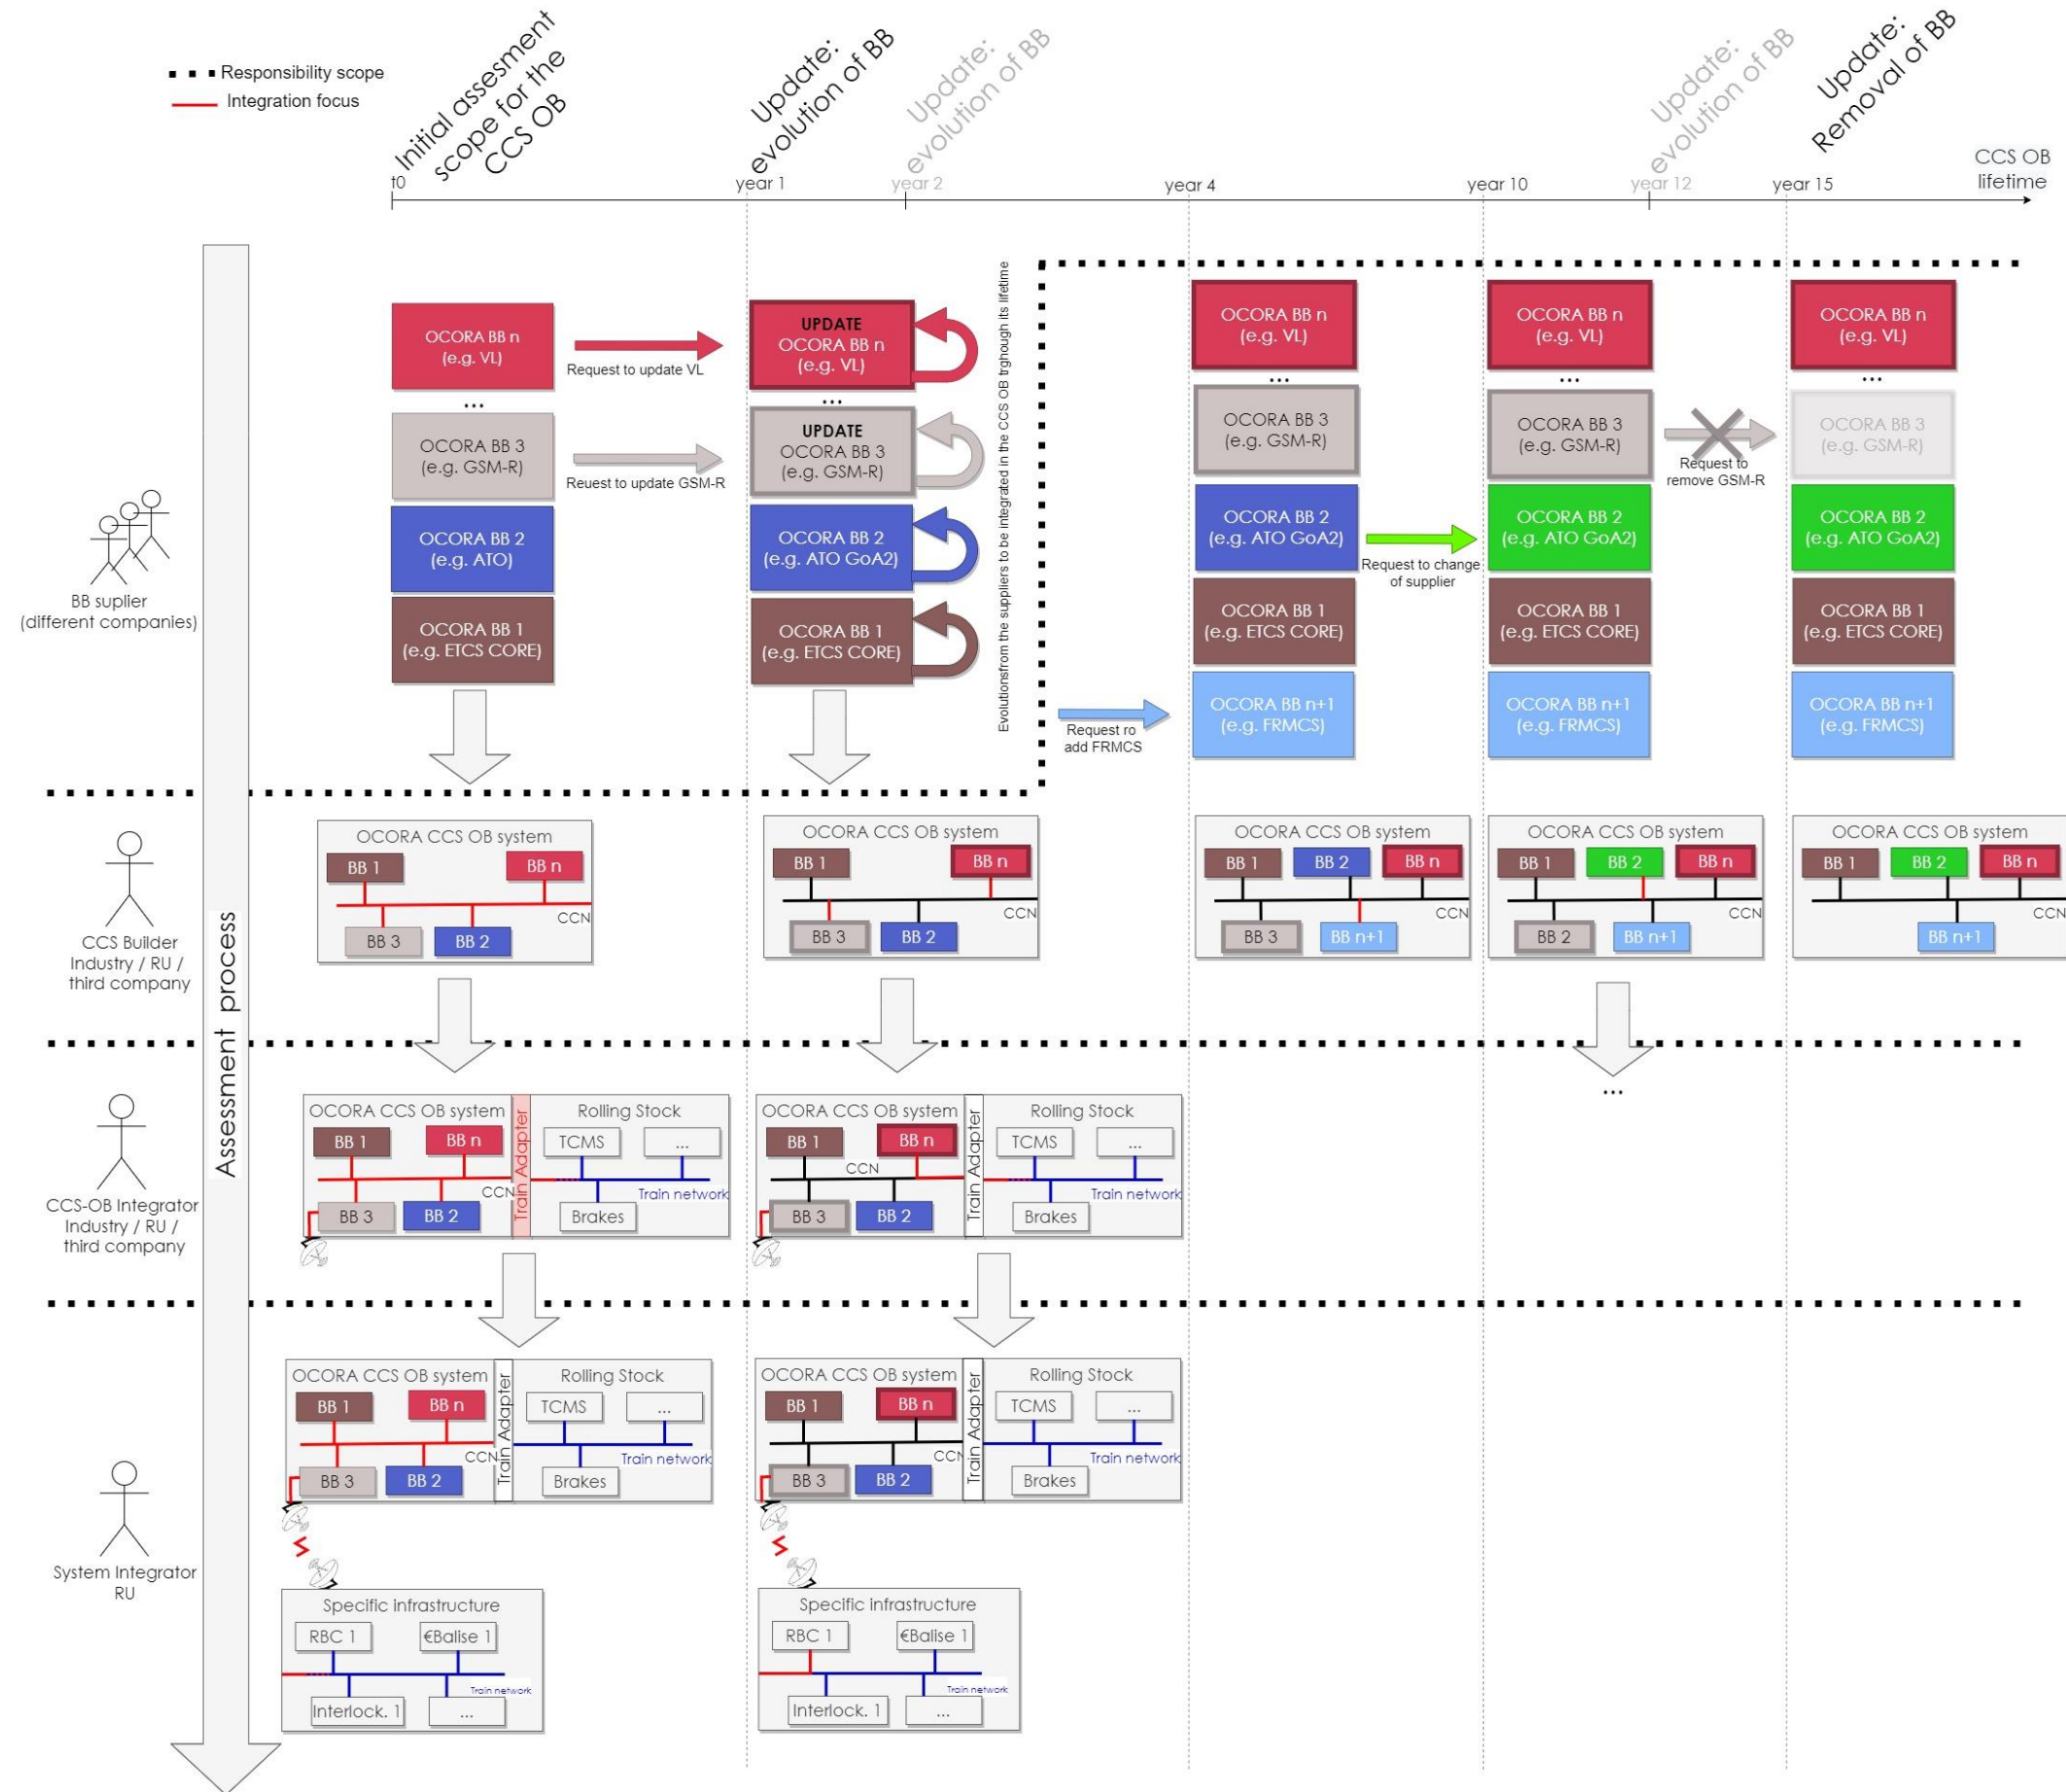 Responsibility scope
Integration focus
Initial assessment
scope for the
CCS OB
Update:
evolution of BB
Update:
evolution of BB
Update:
evolution of BB
Update:
Removal of BB
CCS OB
lifetime
t0
year 1
year 2
year 4
year 10
year 12
year 15
Assessment process
BB suplier
(different companies)
OCORA BB n
(e.g. VL)
...
OCORA BB 3
(e.g. GSM-R)
OCORA BB 2
(e.g. ATO)
OCORA BB 1
(e.g. ETCS CORE)
Request to update VL
Reuest to update GSM-R
UPDATE
OCORA BB n
(e.g. VL)
...
UPDATE
OCORA BB 3
(e.g. GSM-R)
OCORA BB 2
(e.g. ATO GoA2)
OCORA BB 1
(e.g. ETCS CORE)
Evolutionsfrom the suppliers to be integrated in the CCS OB trghough its lifetime
Request ro
add FRMCS
OCORA BB n
(e.g. VL)
...
OCORA BB 3
(e.g. GSM-R)
OCORA BB 2
(e.g. ATO GoA2)
OCORA BB 1
(e.g. ETCS CORE)
OCORA BB n+1
(e.g. FRMCS)
Request to change
of supplier
OCORA BB n
(e.g. VL)
...
OCORA BB 3
(e.g. GSM-R)
OCORA BB 2
(e.g. ATO GoA2)
OCORA BB 1
(e.g. ETCS CORE)
OCORA BB n+1
(e.g. FRMCS)
Request to
remove GSM-R
OCORA BB n
(e.g. VL)
...
OCORA BB 3
(e.g. GSM-R)
OCORA BB 2
(e.g. ATO GoA2)
OCORA BB 1
(e.g. ETCS CORE)
OCORA BB n+1
(e.g. FRMCS)
CCS Builder
Industry / RU /
third company
OCORA CCS OB system
BB 1
BB n
CCN
BB 3
BB 2
OCORA CCS OB system
BB 1
BB n
CCN
BB 3
BB 2
OCORA CCS OB system
BB 1
BB 2
BB n
CCN
BB 3
BB n+1
OCORA CCS OB system
BB 1
BB 2
BB n
CCN
BB 2
BB n+1
OCORA CCS OB system
BB 1
BB 2
BB n
CCN
BB n+1
...
CCS-OB Integrator
Industry / RU /
third company
OCORA CCS OB system
BB 1
BB n
CCN
BB 3
BB 2
Train Adapter
Rolling Stock
TCMS
...
Train network
Brakes
OCORA CCS OB system
BB 1
BB n
CCN
BB 3
BB 2
Train Adapter
Rolling Stock
TCMS
...
Train network
Brakes
System Integrator
RU
OCORA CCS OB system
BB 1
BB n
CCN
BB 3
BB 2
Train Adapter
Rolling Stock
TCMS
...
Train network
Brakes
OCORA CCS OB system
BB 1
BB n
CCN
BB 3
BB 2
Train Adapter
Rolling Stock
TCMS
...
Train network
Brakes
Specific infrastructure
RBC 1
€Balise 1
Train network
Interlock. 1
...
Specific infrastructure
RBC 1
€Balise 1
Train network
Interlock. 1
...